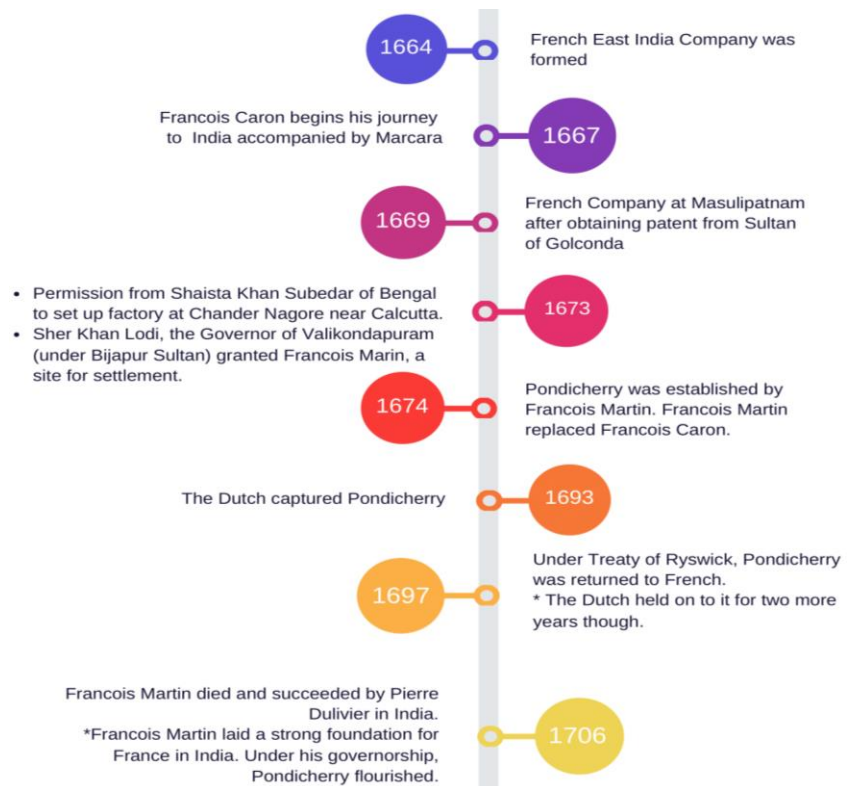 1664
French East India Company was
formed
Francois Caron begins his journey
to India accompanied by Marcara
1667
1669
French Company at Masulipatnam
after obtaining patent from Sultan
of Golconda
• Permission from Shaista Khan Subedar of Bengal
to set up factory at Chander Nagore near Calcutta.
• Sher Khan Lodi, the Governor of Valikondapuram
(under Bijapur Sultan) granted Francois Marin, a
site for settlement.
1673
1674
Pondicherry was established by
Francois Martin. Francois Martin
replaced Francois Caron.
The Dutch captured Pondicherry
1693
1697
Under Treaty of Ryswick, Pondicherry
was returned to French.
* The Dutch held on to it for two more
years though.
Francois Martin died and succeeded by Pierre
Dulivier in India.
*Francois Martin laid a strong foundation for
France in India. Under his governorship,
Pondicherry flourished.
1706